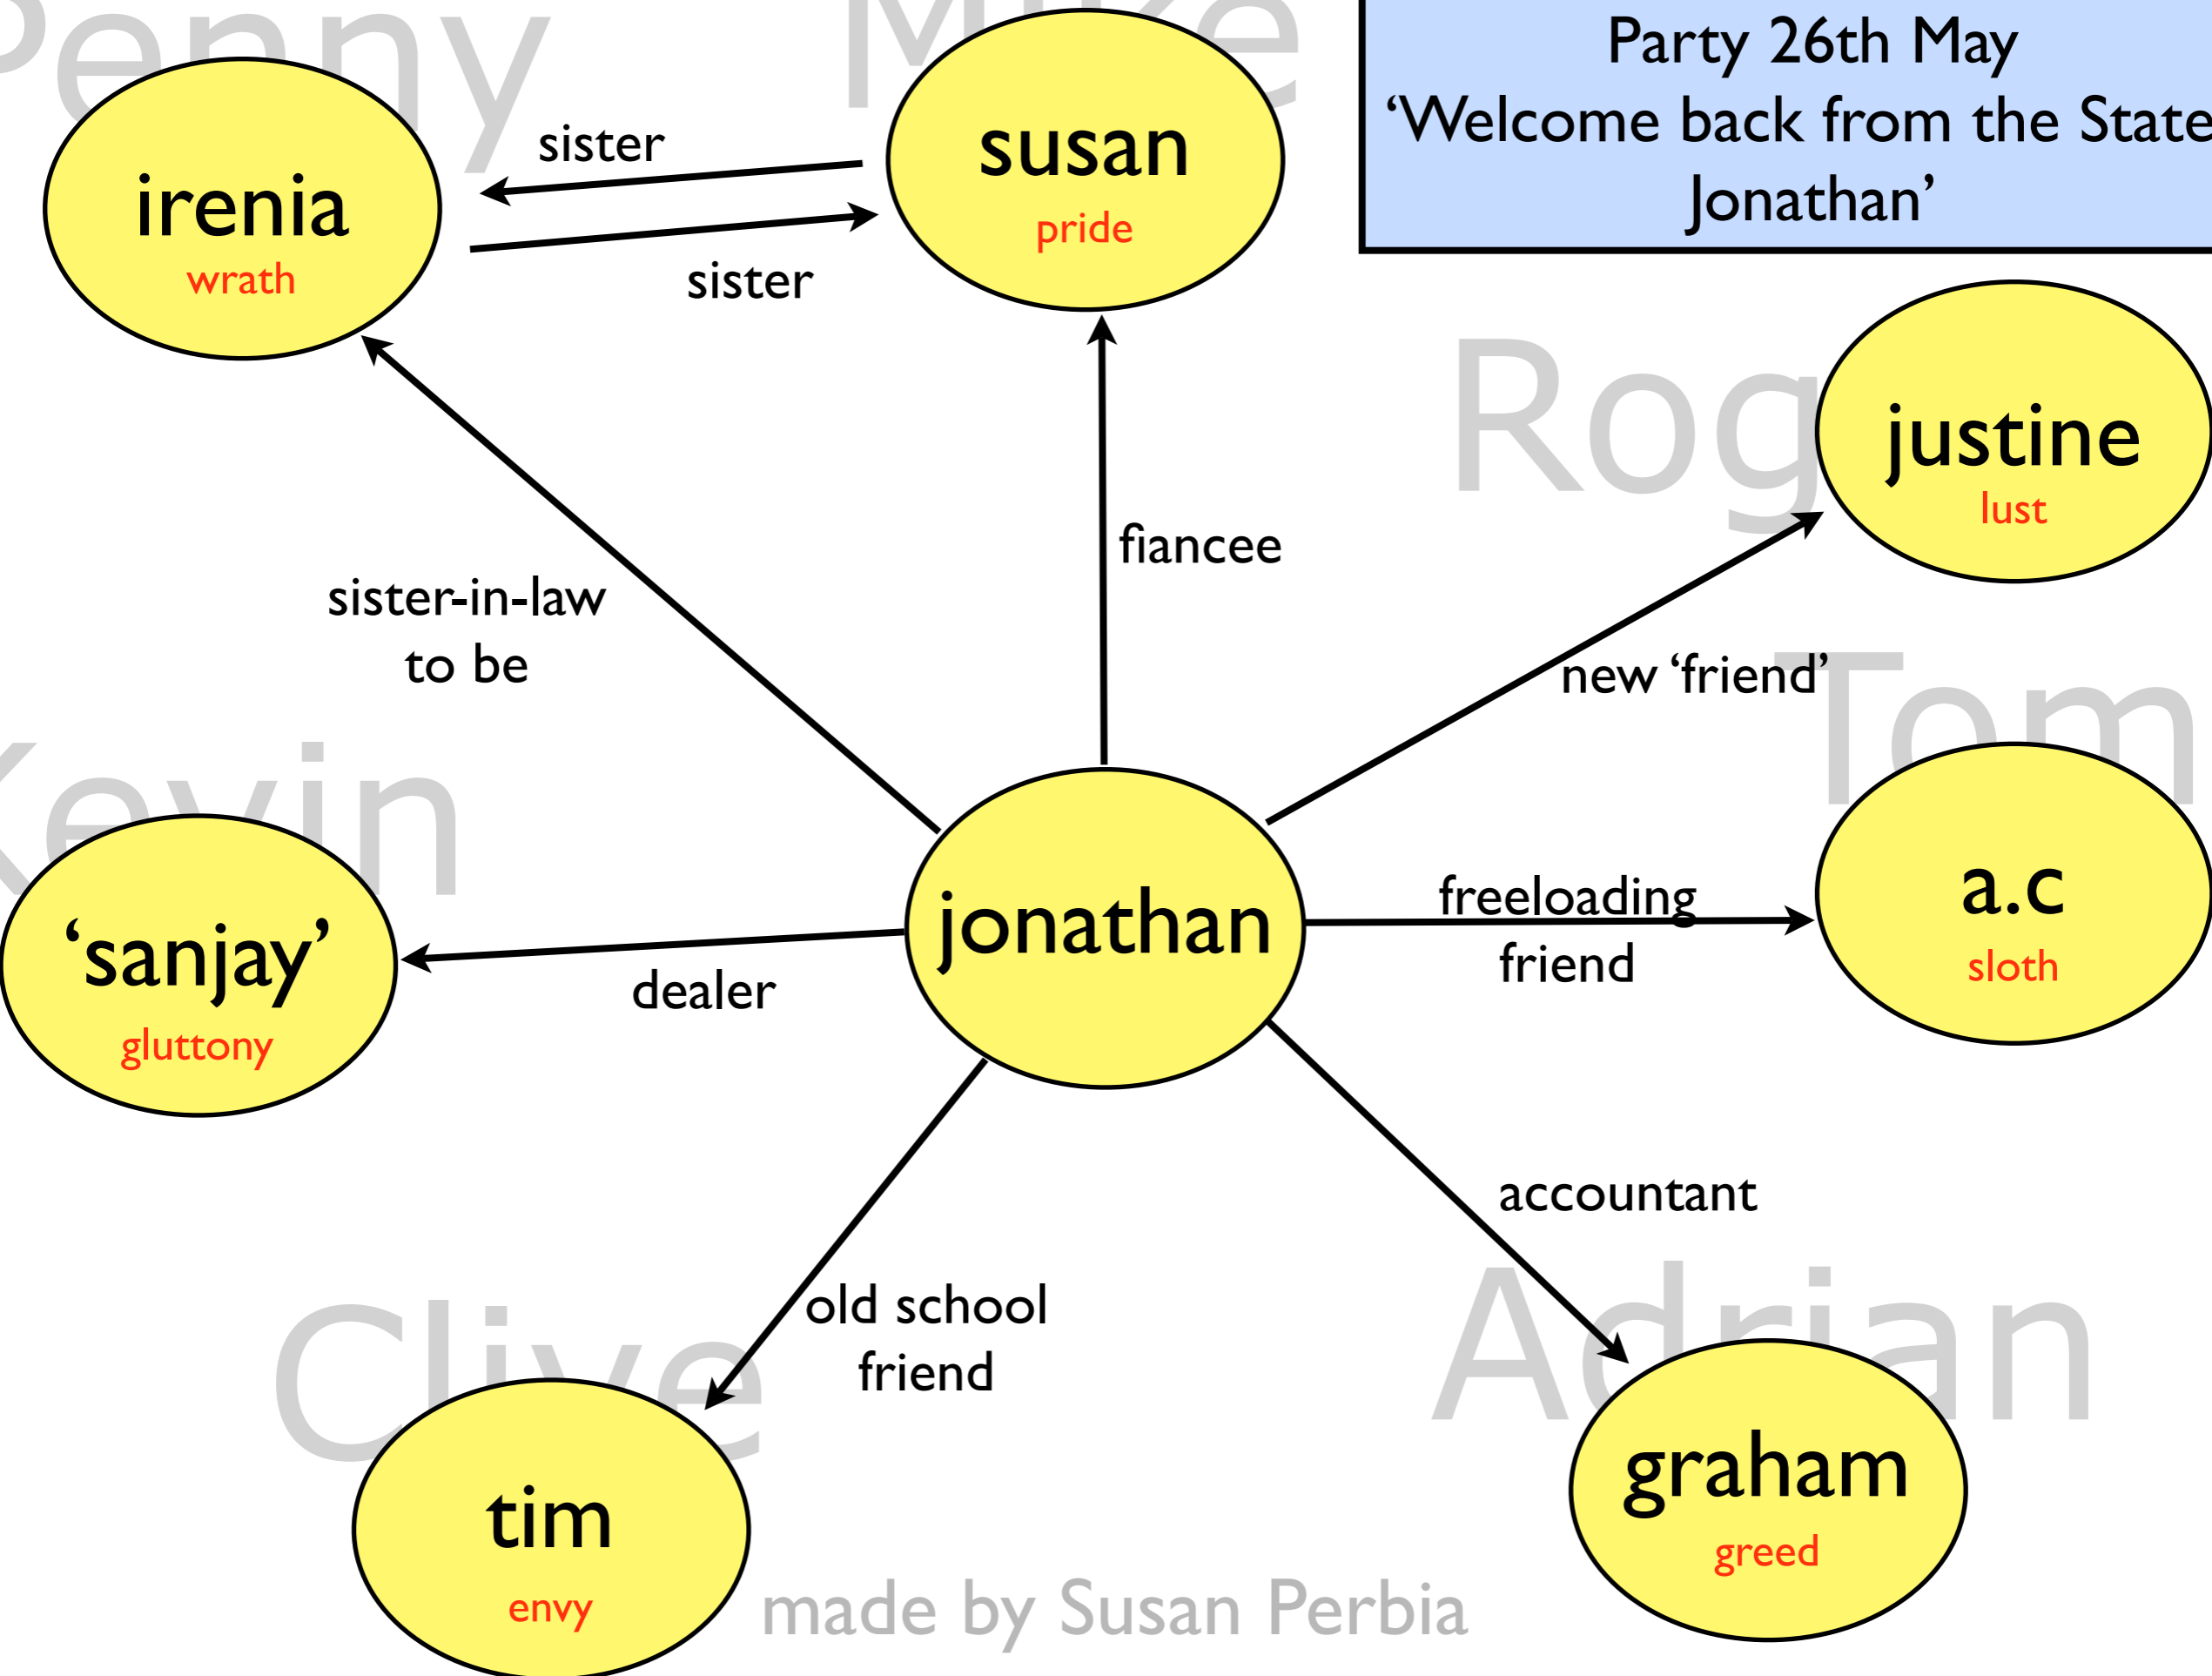 Penny
Mike
Party 26th May
‘Welcome back from the State
Jonathan’
irenia
wrath
sister
sister
susan
pride
Rog
justine
lust
fiancee
sister-in-law
to be
new ‘friend’
Tom
Kevin
‘sanjay’
gluttony
dealer
jonathan
freeloading
friend
a.c
sloth
accountant
old school
friend
Clive
Adrian
tim
envy
graham
greed
made by Susan Perbia